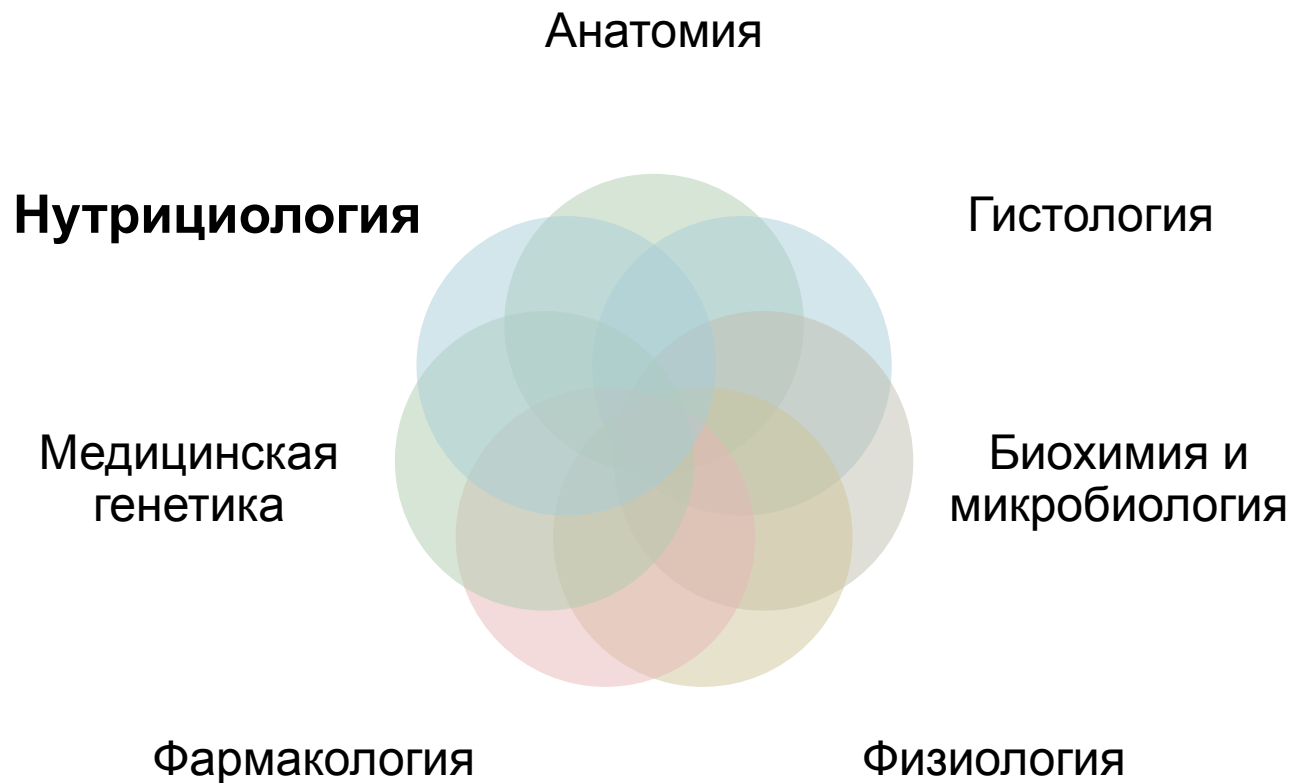 Анатомия
Нутрициология
Гистология
Медицинская
генетика
Биохимия и
микробиология
Фармакология
Физиология